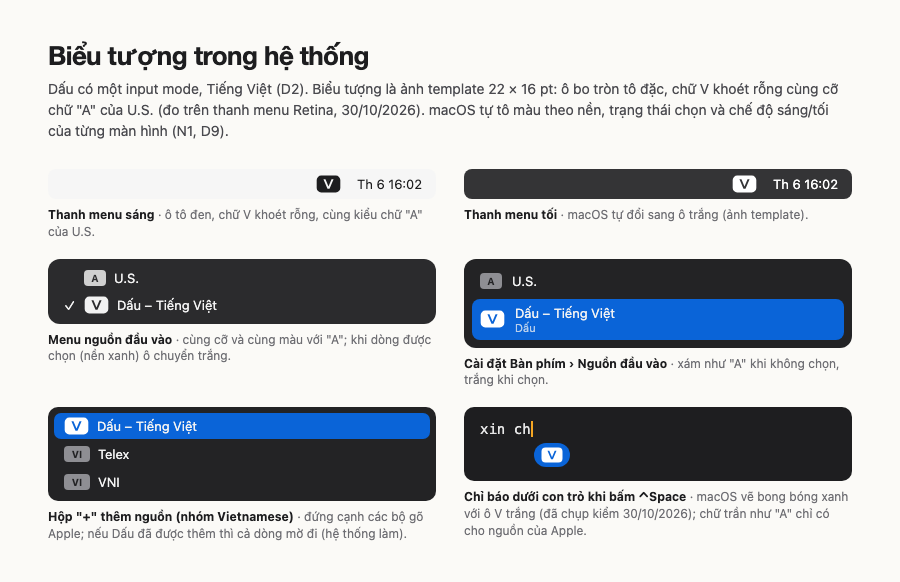 Biểu tượng trong hệ thống
Dấu có một input mode, Tiếng Việt (D2). Biểu tượng là ảnh template 22 × 16 pt: ô bo tròn tô đặc, chữ V khoét rỗng cùng cỡ
chữ "A" của U.S. (đo trên thanh menu Retina, 30/10/2026). macOS tự tô màu theo nền, trạng thái chọn và chế độ sáng/tối
của từng màn hình (N1, D9).
V Th 6 16:02
Thanh menu sáng · ô tô đen, chữ V khoét rỗng, cùng kiểu chữ "A"
của U.S.
V Th 6 16:02
Thanh menu tối · macOS tự đổi sang ô trắng (ảnh template).
A U.S.
✓ V Dấu – Tiếng Việt
Menu nguồn đầu vào · cùng cỡ và cùng màu với "A"; khi dòng được
chọn (nền xanh) ô chuyển trắng.
A U.S.
V Dấu – Tiếng Việt
Dấu
Cài đặt Bàn phím › Nguồn đầu vào · xám như "A" khi không chọn,
trắng khi chọn.
V Dấu – Tiếng Việt
VI Telex
VI VNI
Hộp "+" thêm nguồn (nhóm Vietnamese) · đứng cạnh các bộ gõ
Apple; nếu Dấu đã được thêm thì cả dòng mờ đi (hệ thống làm).
xin ch
V
Chỉ báo dưới con trỏ khi bấm ^Space · macOS vẽ bong bóng xanh
với ô V trắng (đã chụp kiểm 30/10/2026); chữ trần như "A" chỉ có
cho nguồn của Apple.